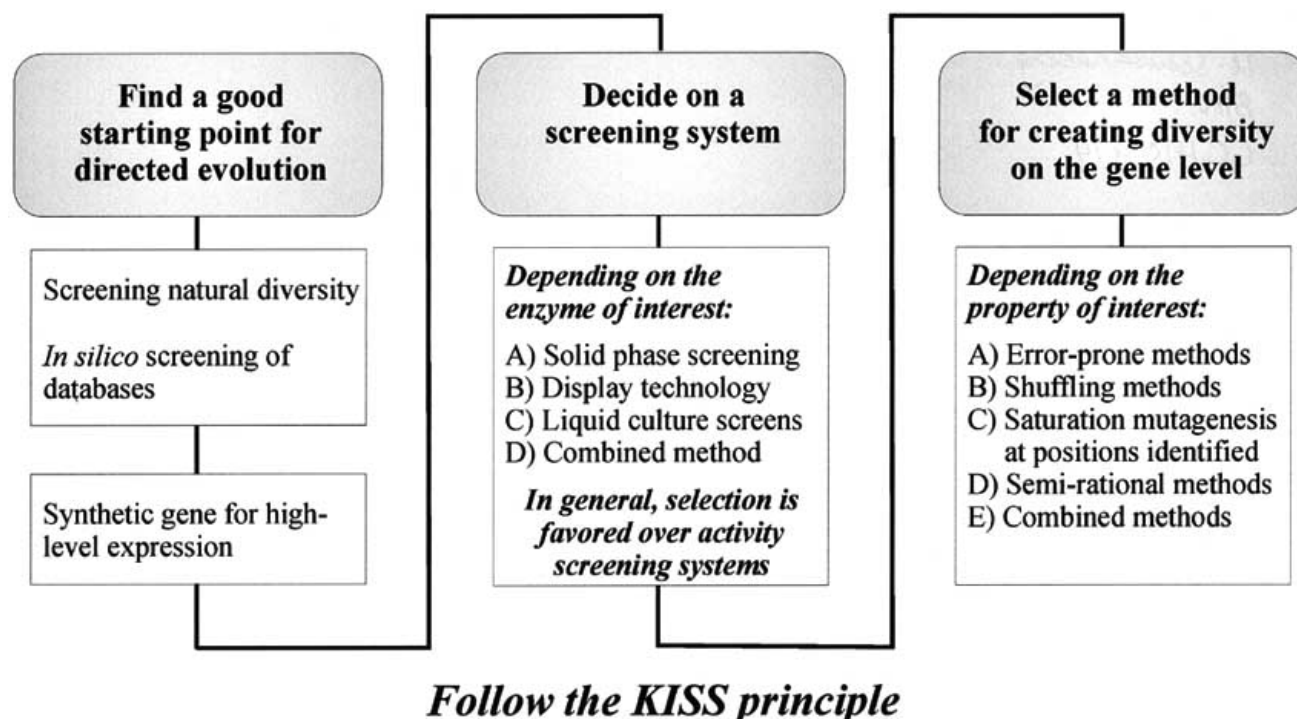 Find a good
starting point for
directed evolution
Screening natural diversity
In silico screening of
databases
Synthetic gene for high-
level expression
Decide on a
screening system
Depending on the
enzyme of interest:
A) Solid phase screening
B) Display technology
C) Liquid culture screens
D) Combined method
In general, selection is
favored over activity
screening systems
Select a method
for creating diversity
on the gene level
Depending on the
property of interest:
A) Error-prone methods
B) Shuffling methods
C) Saturation mutagenesis
at positions identified
D) Semi-rational methods
E) Combined methods
Follow the KISS principle